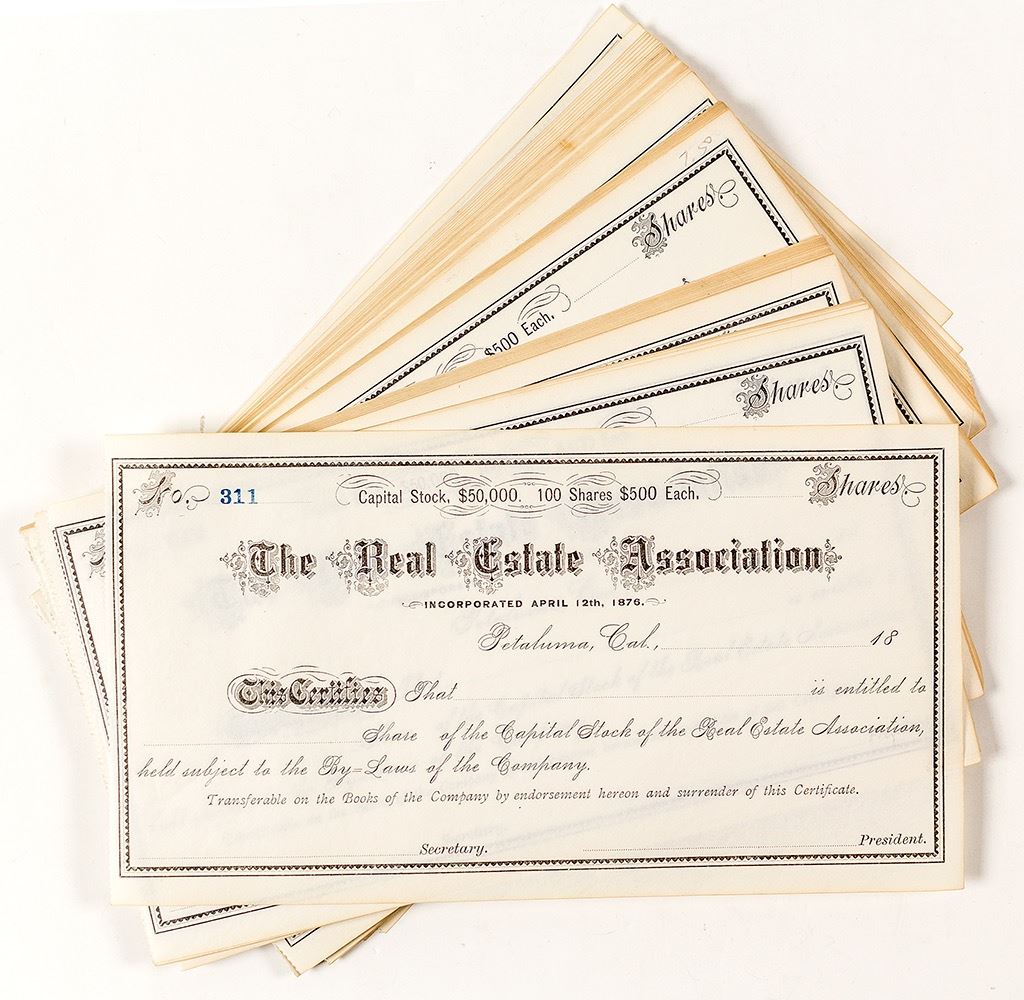 7.50
Shares
$500 Each.
Shares
No. 311 Capital Stock, $50,000. 100 Shares $500 Each, Shares
The Real Estate Association
INCORPORATED APRIL 12th, 1876.
Petaluma, Cal., 18
This Certifies That is entitled to
Share of the Capital Stock of the Real Estate Association,
held subject to the By=Laws of the Company.
Transferable on the Books of the Company by endorsement hereon and surrender of this Certificate.
Secretary. President.